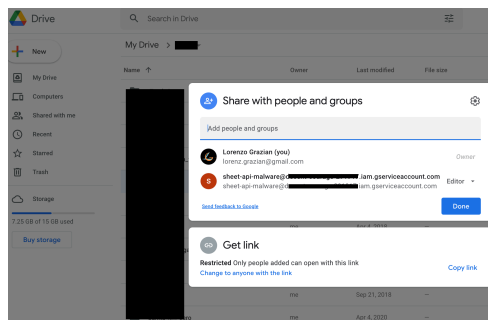 Drive
Search in Drive
New
My Drive >
Name ↑ Owner Last modified File size
My Drive
Computers
Shared with me
Recent
Starred
Trash
Storage
7.25 GB of 15 GB used
Buy storage
Share with people and groups
Add people and groups
Lorenzo Grazian (you)
lorenz.grazian@gmail.com
Owner
S
sheet-api-malware@d .iam.gserviceaccount.com
sheet-api-malware@d .iam.gserviceaccount.com
Editor
Send feedback to Google
Done
me Apr 4, 2018 –
Get link
Restricted Only people added can open with this link
Change to anyone with the link
Copy link
me Sep 21, 2018 –
me Apr 4, 2020 –